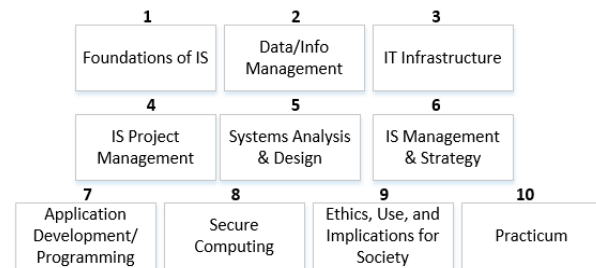 1 2 3
Foundations of IS
Data/Info
Management
IT Infrastructure
4 5 6
IS Project
Management
Systems Analysis
& Design
IS Management
& Strategy
7 8 9 10
Application
Development/
Programming
Secure
Computing
Ethics, Use, and
Implications for
Society
Practicum